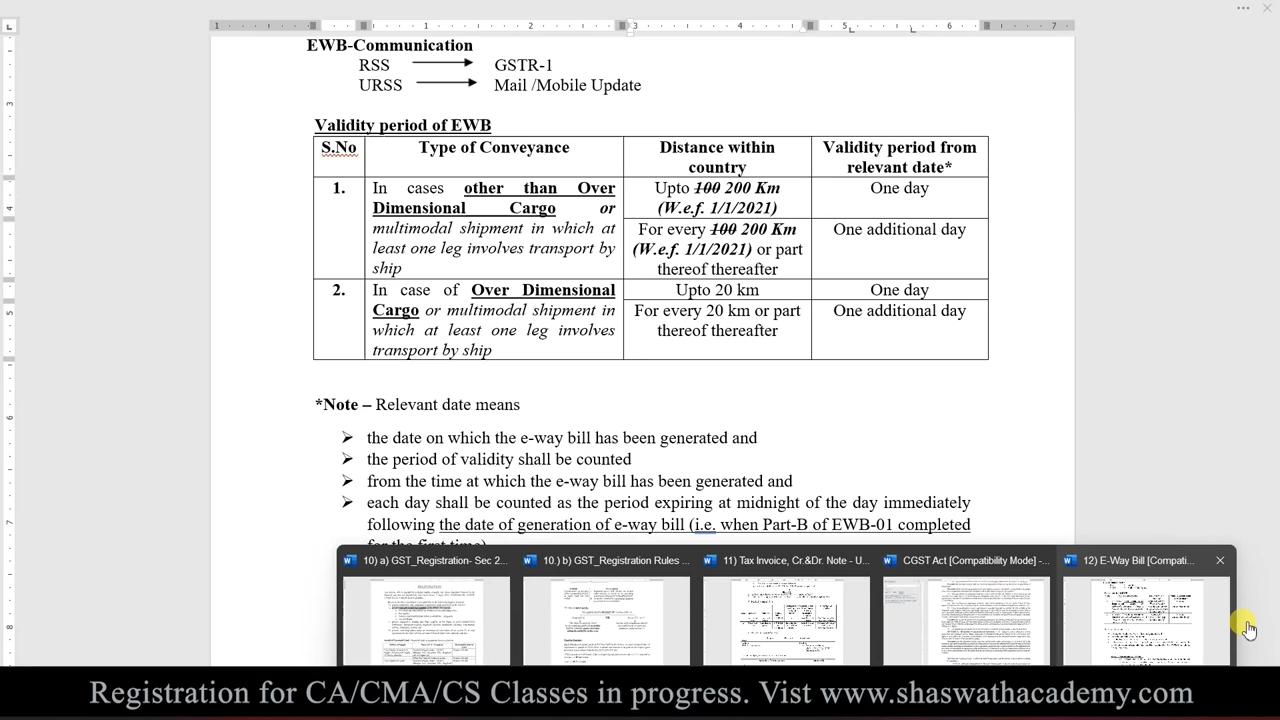 EWB-Communication
RSS GSTR-1
URSS Mail /Mobile Update
Validity period of EWB
S.No Type of Conveyance Distance within country Validity period from relevant date*
1. In cases other than Over Dimensional Cargo or multimodal shipment in which at least one leg involves transport by ship
Upto 100 200 Km (W.e.f. 1/1/2021) One day
For every 100 200 Km (W.e.f. 1/1/2021) or part thereof thereafter One additional day
2. In case of Over Dimensional Cargo or multimodal shipment in which at least one leg involves transport by ship
Upto 20 km One day
For every 20 km or part thereof thereafter One additional day
*Note – Relevant date means
➢ the date on which the e-way bill has been generated and
➢ the period of validity shall be counted
➢ from the time at which the e-way bill has been generated and
➢ each day shall be counted as the period expiring at midnight of the day immediately
following the date of generation of e-way bill (i.e. when Part-B of EWB-01 completed
for the first time)
10) a) GST_Registration- Sec 2...
10.) b) GST_Registration Rules ...
11) Tax Invoice, Cr.&Dr. Note - U...
CGST Act [Compatibility Mode] -...
12) E-Way Bill [Compati...
Registration for CA/CMA/CS Classes in progress. Vist www.shaswathacademy.com